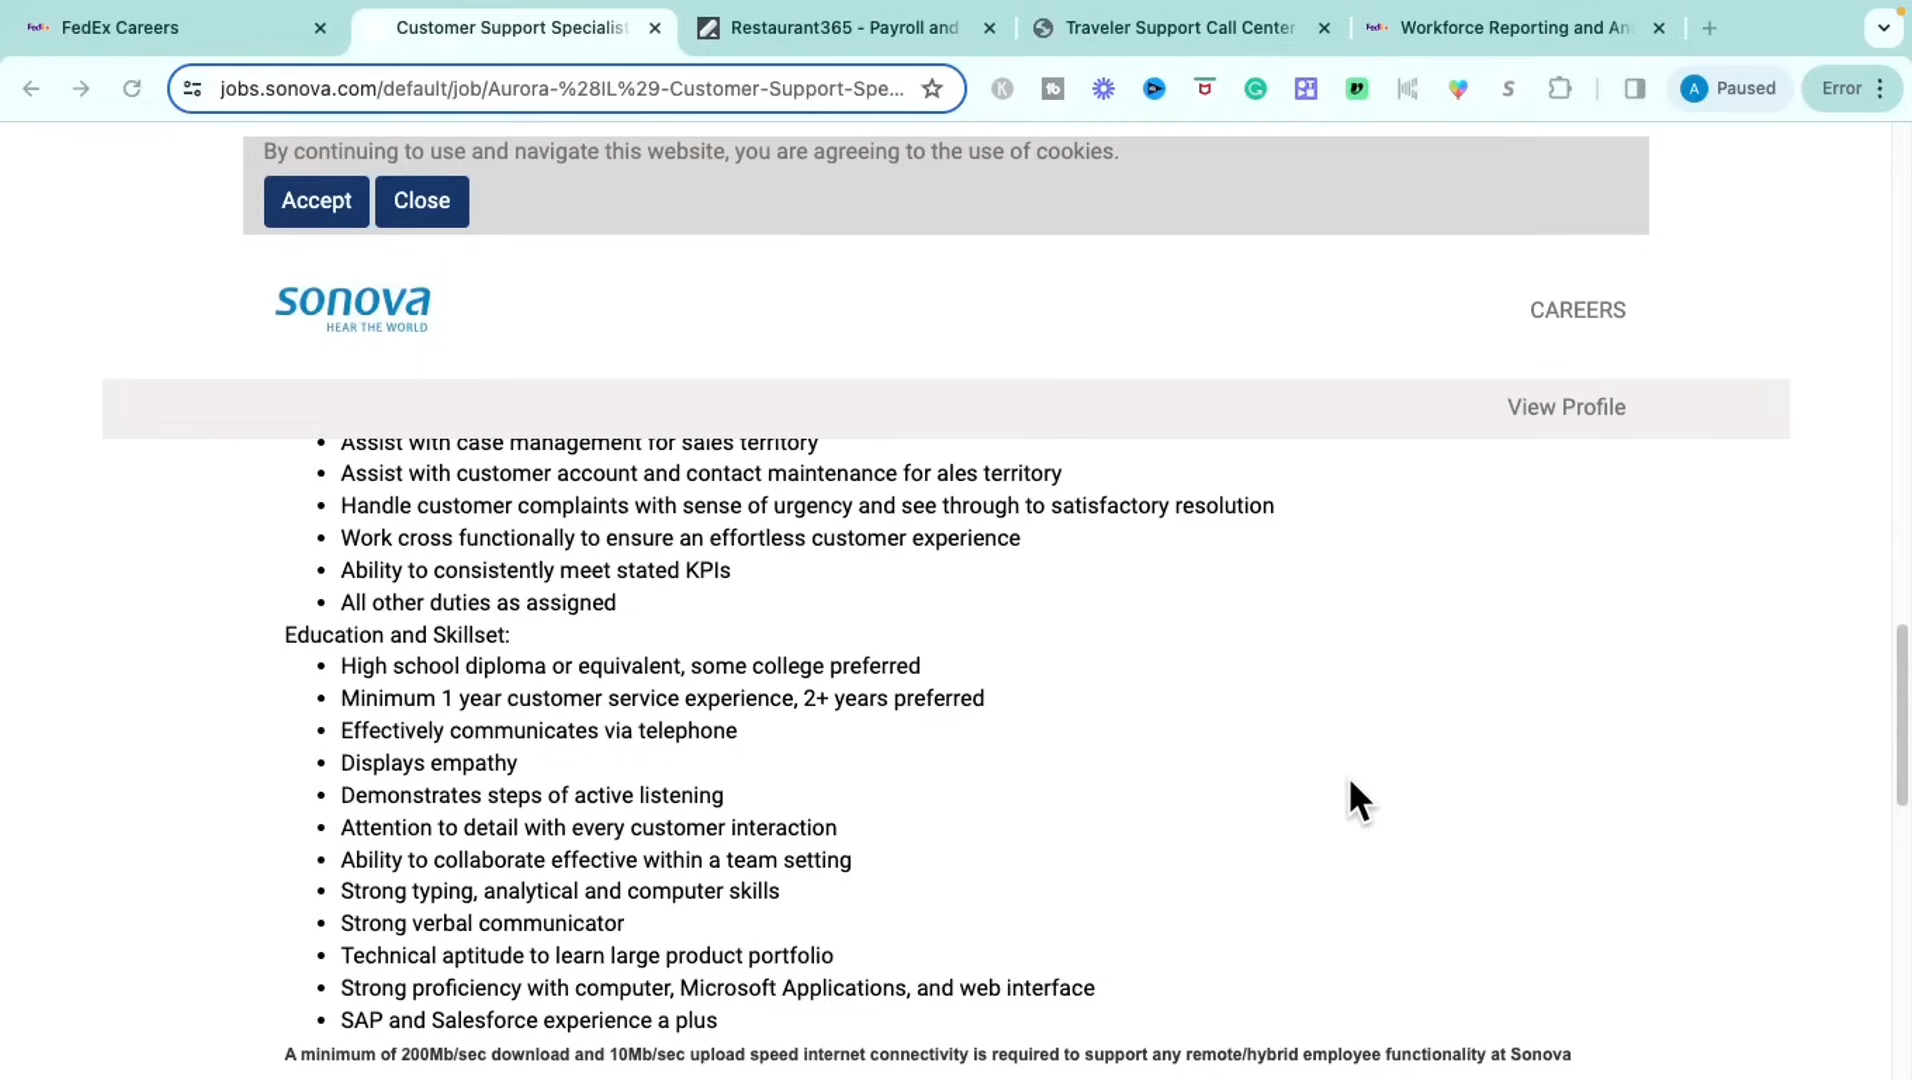 FedEx Careers
Customer Support Specialist
Restaurant365 - Payroll and
Traveler Support Call Center
Workforce Reporting and An
jobs.sonova.com/default/job/Aurora-%28IL%29-Customer-Support-Spe...
A Paused
Error
By continuing to use and navigate this website, you are agreeing to the use of cookies.
Accept Close
sonova
HEAR THE WORLD
CAREERS
View Profile
• Assist with case management for sales territory
• Assist with customer account and contact maintenance for ales territory
• Handle customer complaints with sense of urgency and see through to satisfactory resolution
• Work cross functionally to ensure an effortless customer experience
• Ability to consistently meet stated KPIs
• All other duties as assigned
Education and Skillset:
• High school diploma or equivalent, some college preferred
• Minimum 1 year customer service experience, 2+ years preferred
• Effectively communicates via telephone
• Displays empathy
• Demonstrates steps of active listening
• Attention to detail with every customer interaction
• Ability to collaborate effective within a team setting
• Strong typing, analytical and computer skills
• Strong verbal communicator
• Technical aptitude to learn large product portfolio
• Strong proficiency with computer, Microsoft Applications, and web interface
• SAP and Salesforce experience a plus
A minimum of 200Mb/sec download and 10Mb/sec upload speed internet connectivity is required to support any remote/hybrid employee functionality at Sonova